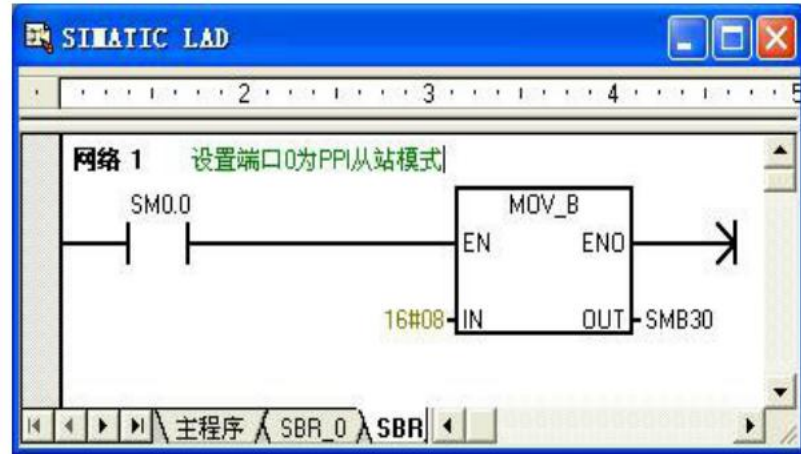 SIMATIC LAD
2 3 4 5
网络 1 设置端口0为PPI从站模式
SM0.0
MOV_B
EN ENO
16#08 IN OUT SMB30
主程序 SBR_0 SBR